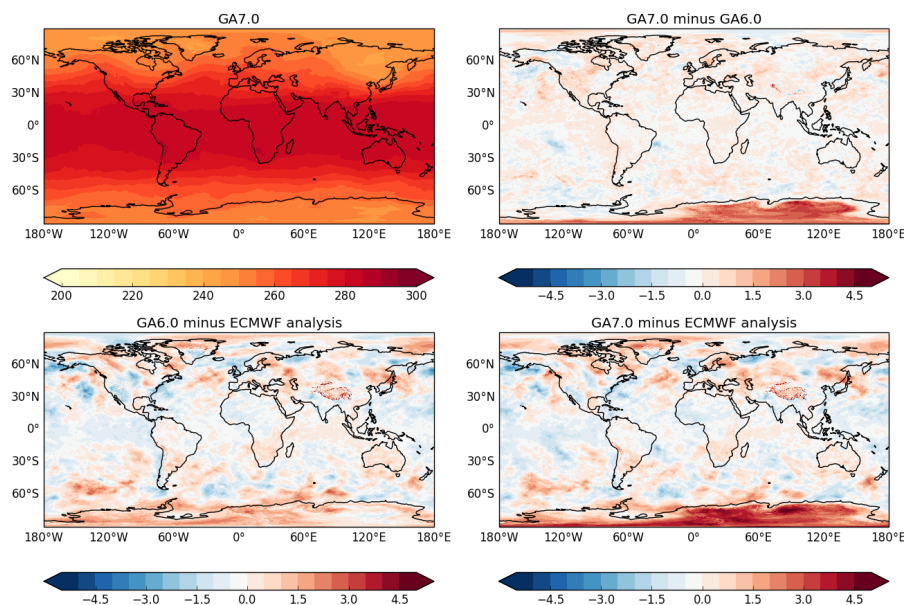 GA7.0
GA7.0 minus GA6.0
60°N
30°N
0°
30°S
60°S
180°W 120°W 60°W 0° 60°E 120°E 180°E
60°N
30°N
0°
30°S
60°S
180°W 120°W 60°W 0° 60°E 120°E 180°E
200 220 240 260 280 300
−4.5 −3.0 −1.5 0.0 1.5 3.0 4.5
GA6.0 minus ECMWF analysis
GA7.0 minus ECMWF analysis
60°N
30°N
0°
30°S
60°S
180°W 120°W 60°W 0° 60°E 120°E 180°E
60°N
30°N
0°
30°S
60°S
180°W 120°W 60°W 0° 60°E 120°E 180°E
−4.5 −3.0 −1.5 0.0 1.5 3.0 4.5
−4.5 −3.0 −1.5 0.0 1.5 3.0 4.5